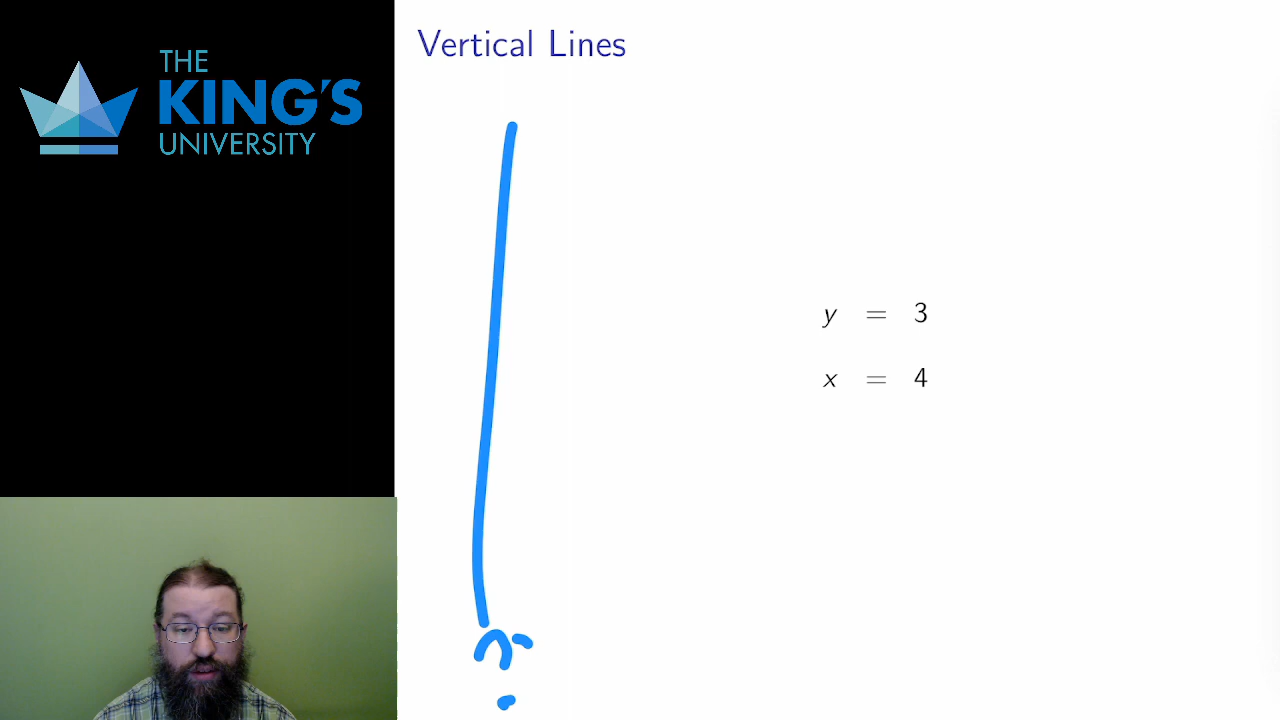 THE
KING'S
UNIVERSITY
Vertical Lines
y = 3
x = 4